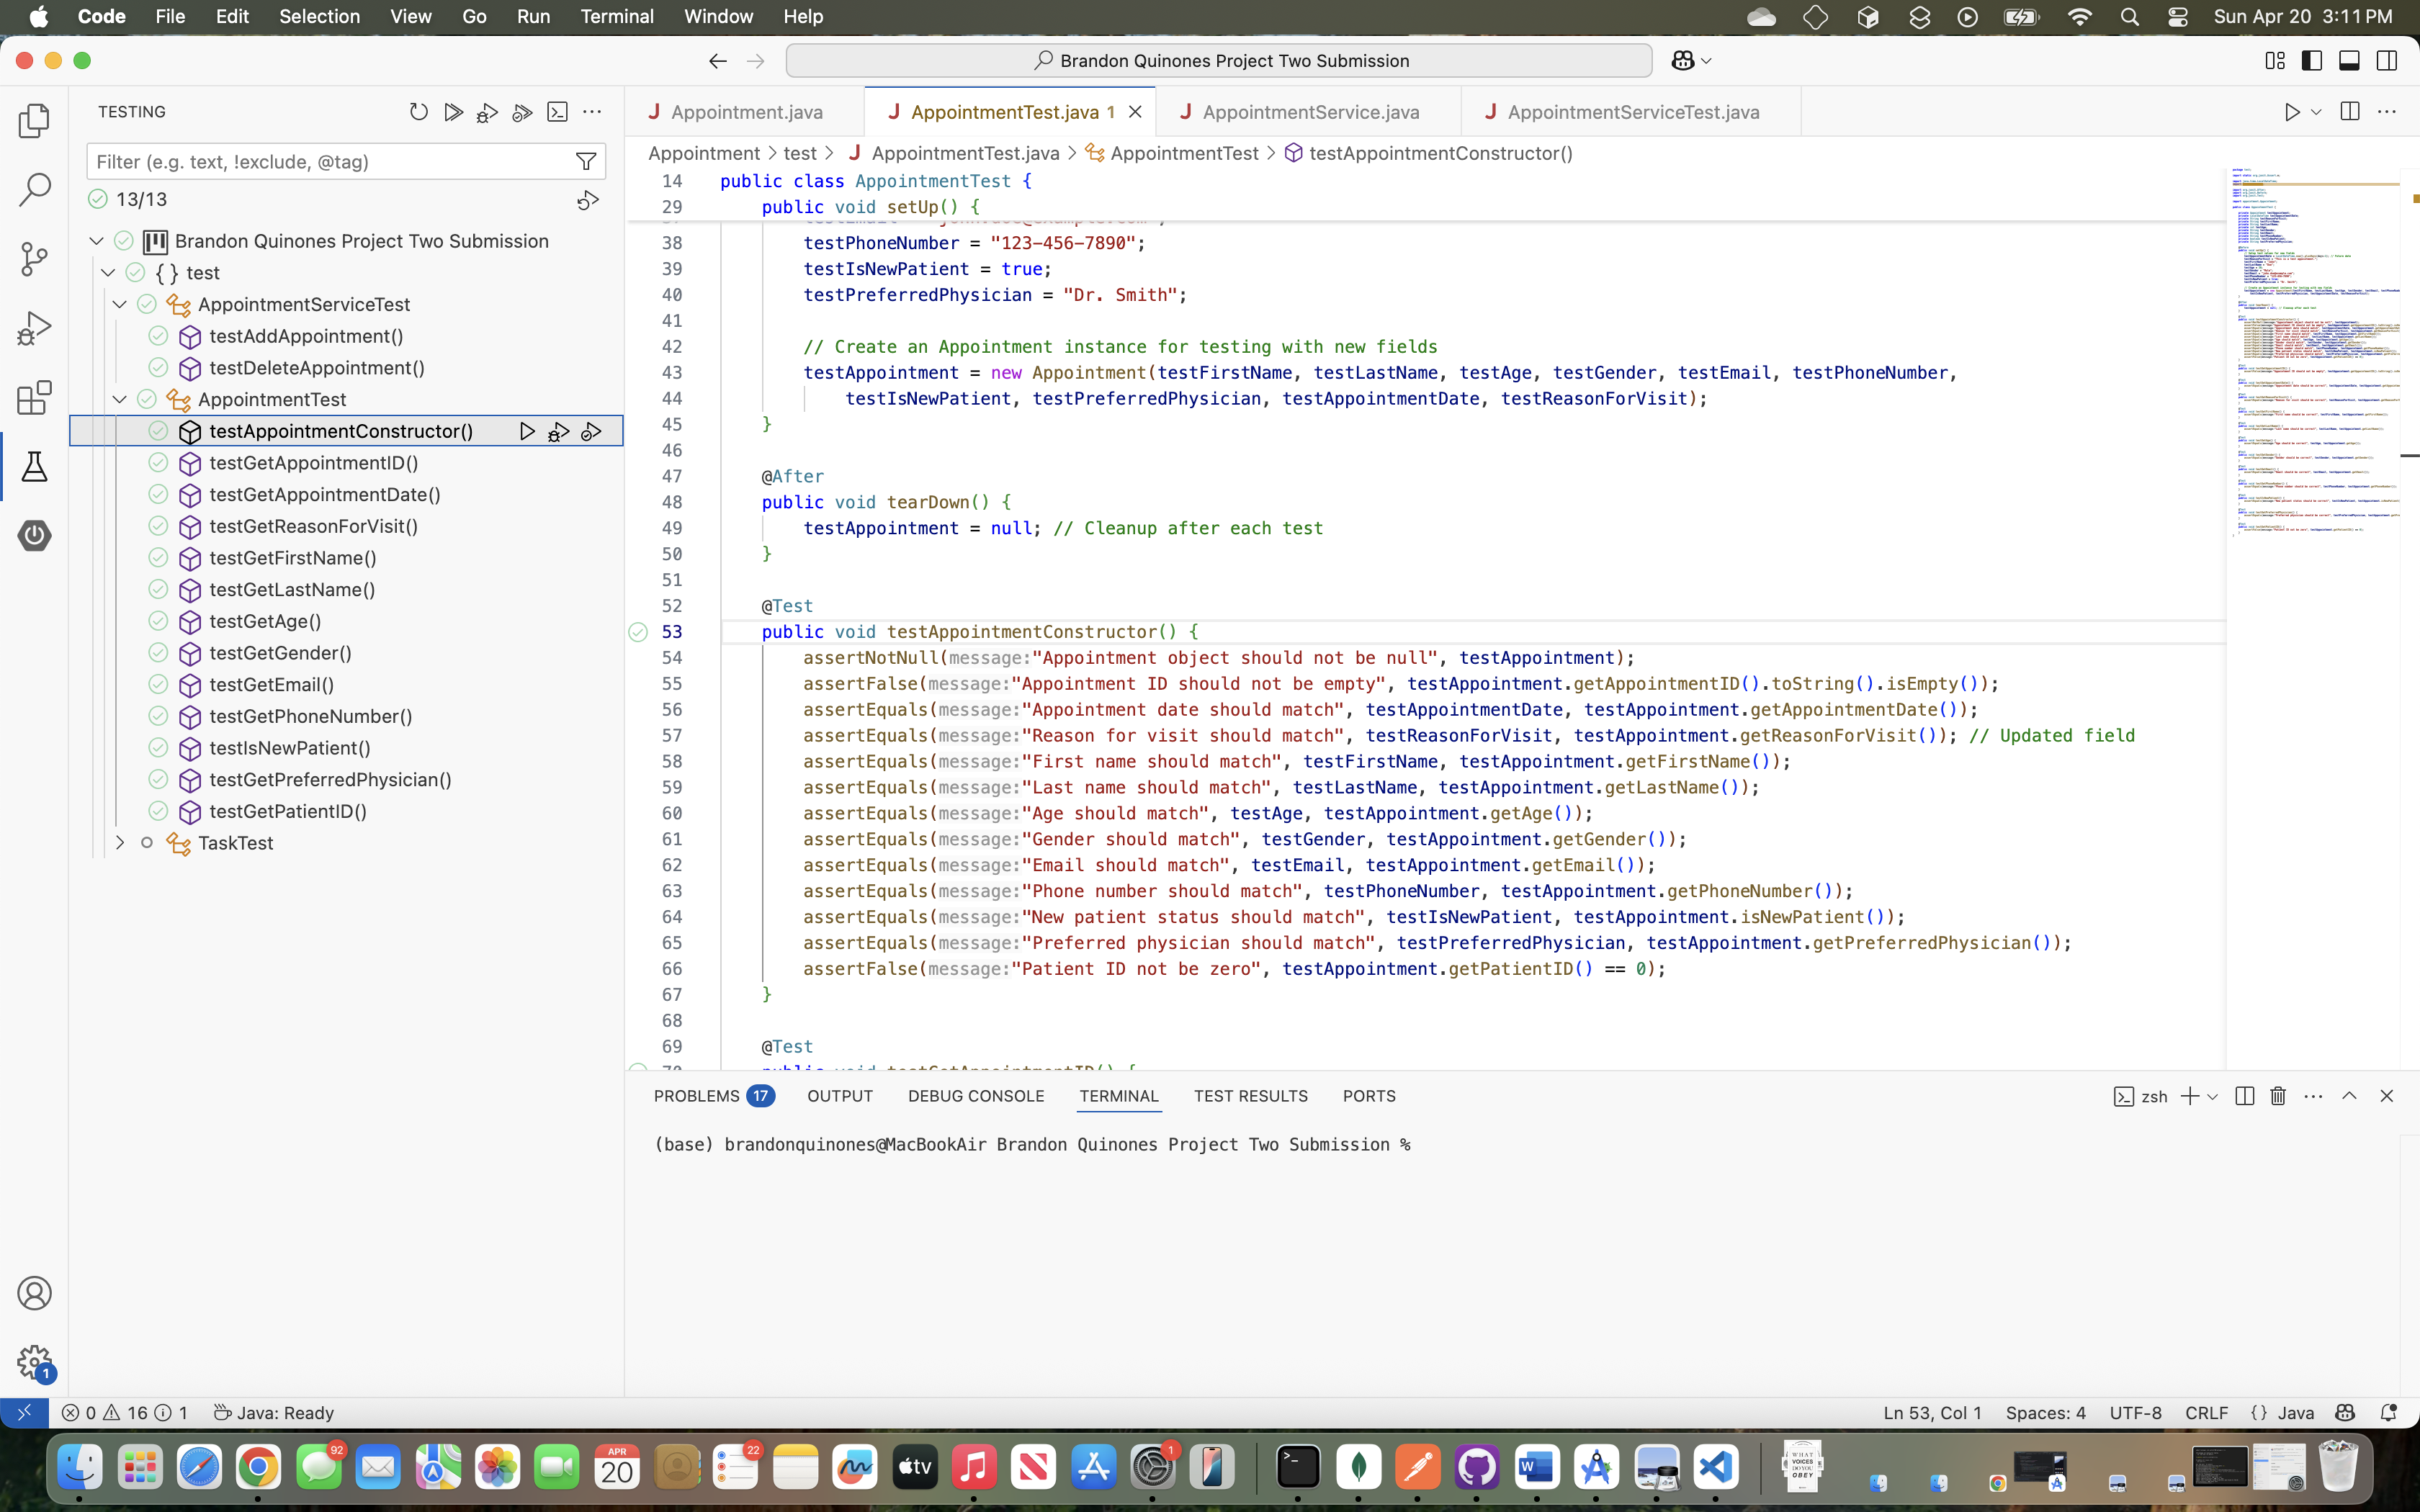 Code File Edit Selection View Go Run Terminal Window Help Sun Apr 20 3:11 PM
Brandon Quinones Project Two Submission
TESTING
Filter (e.g. text, !exclude, @tag)
13/13
Brandon Quinones Project Two Submission
{} test
AppointmentServiceTest
testAddAppointment()
testDeleteAppointment()
AppointmentTest
testAppointmentConstructor()
testGetAppointmentID()
testGetAppointmentDate()
testGetReasonForVisit()
testGetFirstName()
testGetLastName()
testGetAge()
testGetGender()
testGetEmail()
testGetPhoneNumber()
testIsNewPatient()
testGetPreferredPhysician()
testGetPatientID()
TaskTest
J Appointment.java J AppointmentTest.java 1 J AppointmentService.java J AppointmentServiceTest.java
Appointment > test > J AppointmentTest.java > AppointmentTest > testAppointmentConstructor()
14 public class AppointmentTest {
29 public void setUp() {
38 testPhoneNumber = "123-456-7890";
39 testIsNewPatient = true;
40 testPreferredPhysician = "Dr. Smith";
41
42 // Create an Appointment instance for testing with new fields
43 testAppointment = new Appointment(testFirstName, testLastName, testAge, testGender, testEmail, testPhoneNumber,
44 testIsNewPatient, testPreferredPhysician, testAppointmentDate, testReasonForVisit);
45 }
46
47 @After
48 public void tearDown() {
49 testAppointment = null; // Cleanup after each test
50 }
51
52 @Test
53 public void testAppointmentConstructor() {
54 assertNotNull(message:"Appointment object should not be null", testAppointment);
55 assertFalse(message:"Appointment ID should not be empty", testAppointment.getAppointmentID().toString().isEmpty());
56 assertEquals(message:"Appointment date should match", testAppointmentDate, testAppointment.getAppointmentDate());
57 assertEquals(message:"Reason for visit should match", testReasonForVisit, testAppointment.getReasonForVisit()); // Updated field
58 assertEquals(message:"First name should match", testFirstName, testAppointment.getFirstName());
59 assertEquals(message:"Last name should match", testLastName, testAppointment.getLastName());
60 assertEquals(message:"Age should match", testAge, testAppointment.getAge());
61 assertEquals(message:"Gender should match", testGender, testAppointment.getGender());
62 assertEquals(message:"Email should match", testEmail, testAppointment.getEmail());
63 assertEquals(message:"Phone number should match", testPhoneNumber, testAppointment.getPhoneNumber());
64 assertEquals(message:"New patient status should match", testIsNewPatient, testAppointment.isNewPatient());
65 assertEquals(message:"Preferred physician should match", testPreferredPhysician, testAppointment.getPreferredPhysician());
66 assertFalse(message:"Patient ID not be zero", testAppointment.getPatientID() == 0);
67 }
68
69 @Test
70 public void testGetAppointmentID() {
PROBLEMS 17 OUTPUT DEBUG CONSOLE TERMINAL TEST RESULTS PORTS
zsh
(base) brandonquinones@MacBookAir Brandon Quinones Project Two Submission %
1
0 16 1 Java: Ready Ln 53, Col 1 Spaces: 4 UTF-8 CRLF {} Java
92 APR 20 22 tv 1 W
WHAT VOICES DO YOU OBEY